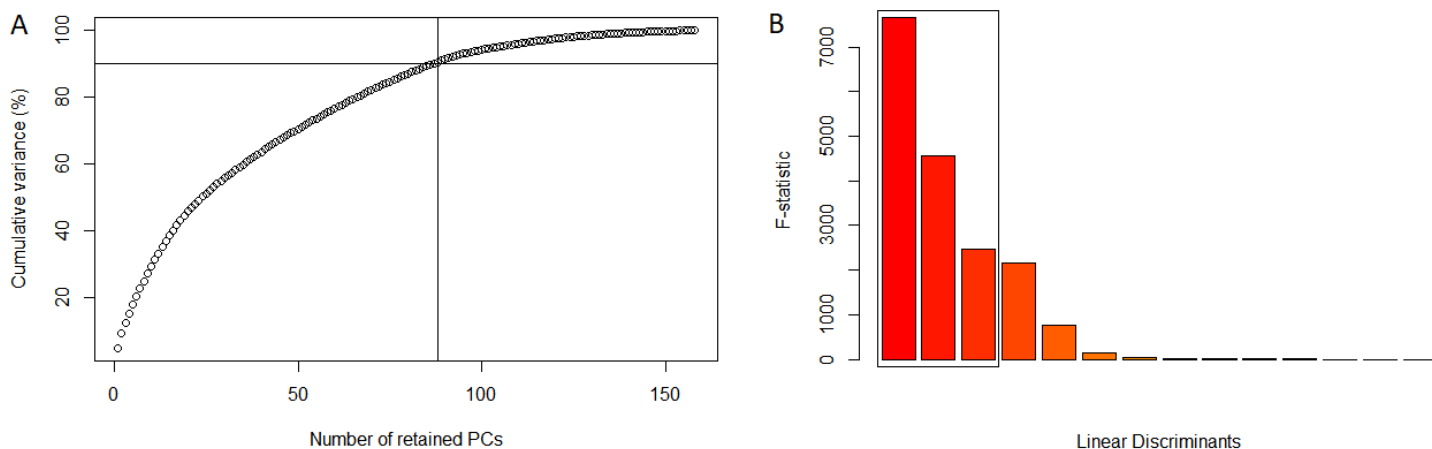 A
Cumulative variance (%)
100
80
60
40
20
0
50
100
150
Number of retained PCs
B
F-statistic
7000
5000
3000
1000
0
Linear Discriminants